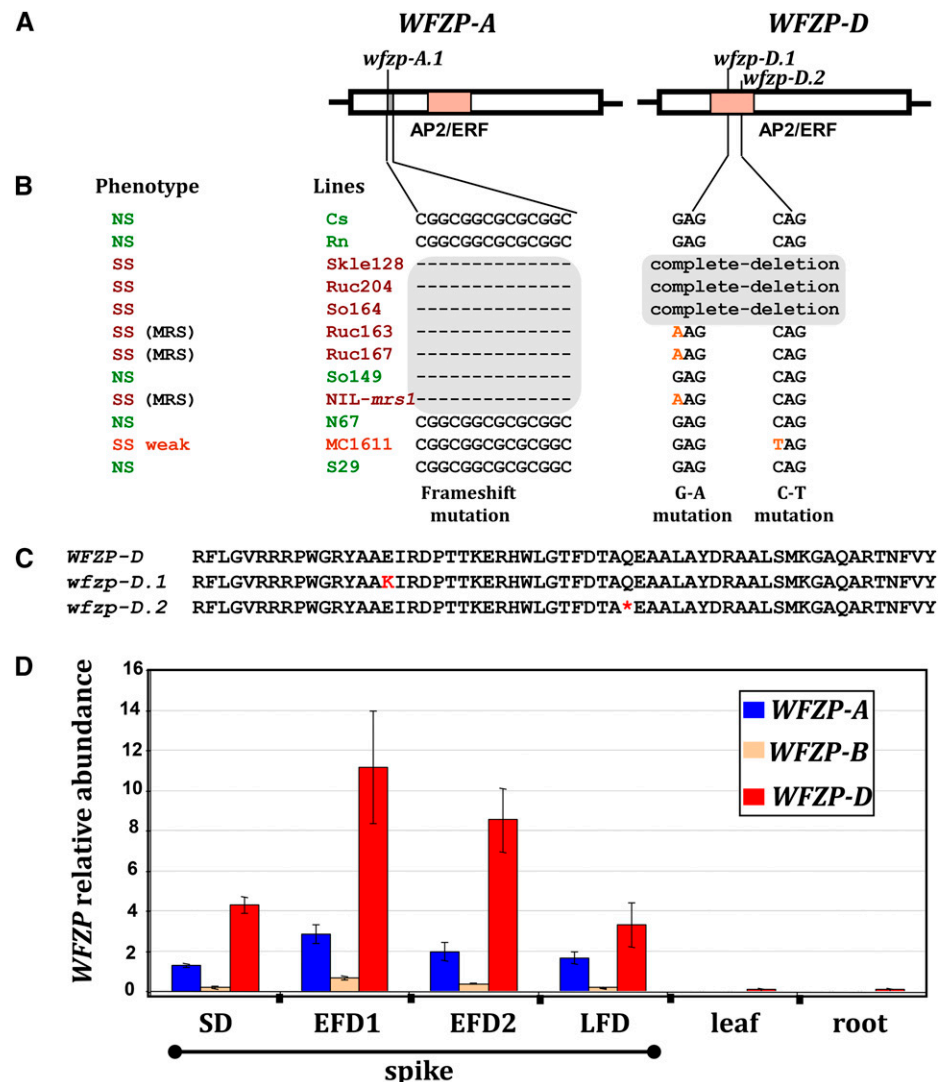 A
WFZP-A WFZP-D
wfzp-A.1 wfzp-D.1
wfzp-D.2
AP2/ERF AP2/ERF
B
Phenotype Lines
NS Cs CGGCGGCGCGCGGC GAG CAG
NS Rn CGGCGGCGCGCGGC GAG CAG
SS Skle128 -------------- complete-deletion
SS Ruc204 -------------- complete-deletion
SS So164 -------------- complete-deletion
SS (MRS) Ruc163 -------------- AAG CAG
SS (MRS) Ruc167 -------------- AAG CAG
NS So149 -------------- GAG CAG
SS (MRS) NIL-mrs1 -------------- AAG CAG
NS N67 CGGCGGCGCGCGGC GAG CAG
SS weak MC1611 CGGCGGCGCGCGGC GAG TAG
NS S29 CGGCGGCGCGCGGC GAG CAG
Frameshift G-A C-T
mutation mutation mutation
C
WFZP-D RFLGVRRRPWGRYAAEIRDPTTKERHWLGTFDTAQEAALAYDRAALSMKGAQARTNFVY
wfzp-D.1 RFLGVRRRPWGRYAAKIRDPTTKERHWLGTFDTAQEAALAYDRAALSMKGAQARTNFVY
wfzp-D.2 RFLGVRRRPWGRYAAEIRDPTTKERHWLGTFDTA*EAALAYDRAALSMKGAQARTNFVY
D
WFZP relative abundance
16
14
12
10
8
6
4
2
0
WFZP-A
WFZP-B
WFZP-D
SD EFD1 EFD2 LFD leaf root
spike